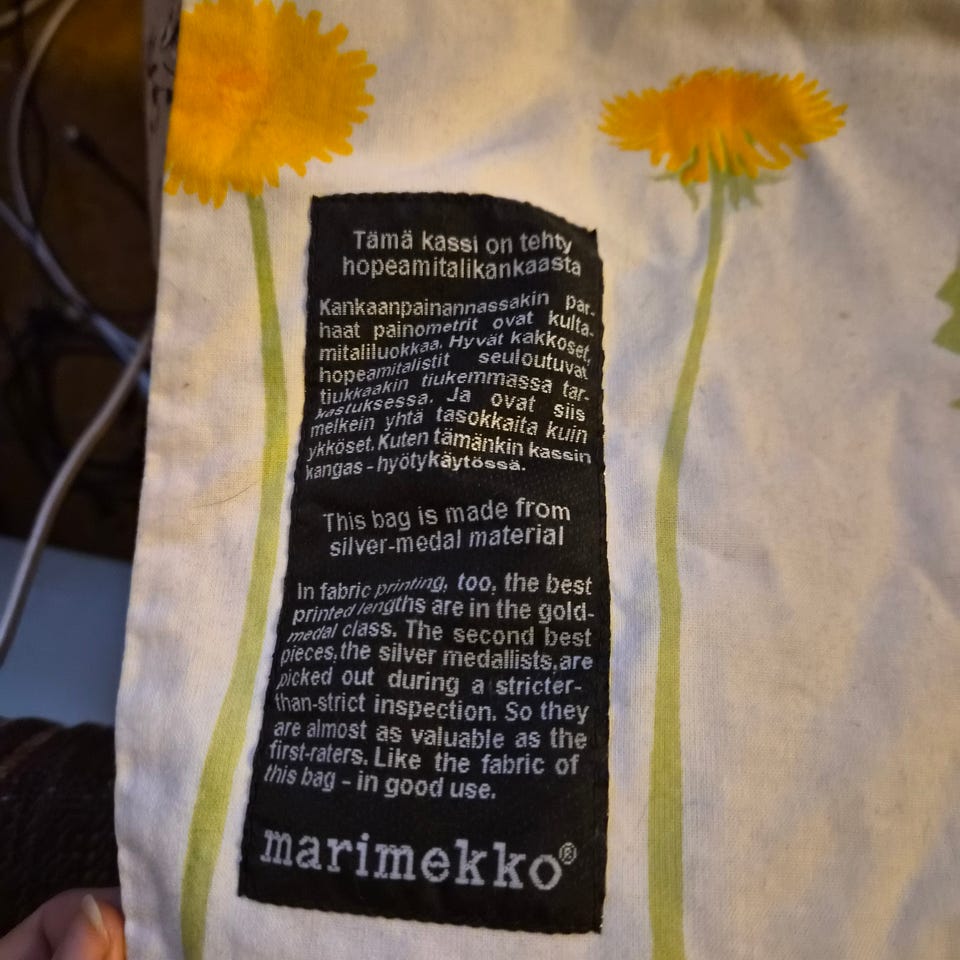 Tämä kassi on tehty
hopeamitalikankaasta
Kankaanpainannassakin par-
haat painometrit ovat kulta-
mitaliluokkaa. Hyvät kakkoset,
hopeamitalistit seuloutuvat
tiukkaakin tiukemmassa tar-
kastuksessa. Ja ovat siis
melkein yhtä tasokkaita kuin
ykköset. Kuten tämänkin kassin
kangas - hyötykäytössä.
This bag is made from
silver-medal material
In fabric printing, too, the best
printed lengths are in the gold-
medal class. The second best
pieces, the silver medallists, are
picked out during a stricter-
than-strict inspection. So they
are almost as valuable as the
first-raters. Like the fabric of
this bag - in good use.
marimekko®